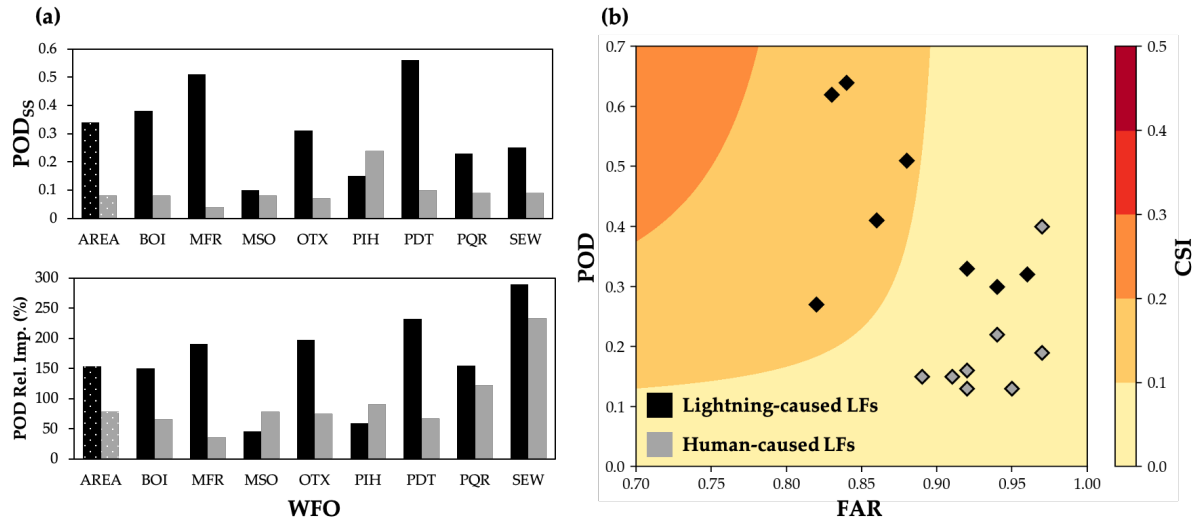 (a)
0.6
0.5
0.4
0.3
0.2
0.1
0
POD_SS
AREA BOI MFR MSO OTX PIH PDT PQR SEW
300
250
200
150
100
50
0
POD Rel. Imp. (%)
AREA BOI MFR MSO OTX PIH PDT PQR SEW
WFO
(b)
0.7
0.6
0.5
0.4
0.3
0.2
0.1
0.0
POD
Lightning-caused LFs
Human-caused LFs
0.70 0.75 0.80 0.85 0.90 0.95 1.00
FAR
0.5
0.4
0.3
0.2
0.1
0.0
CSI